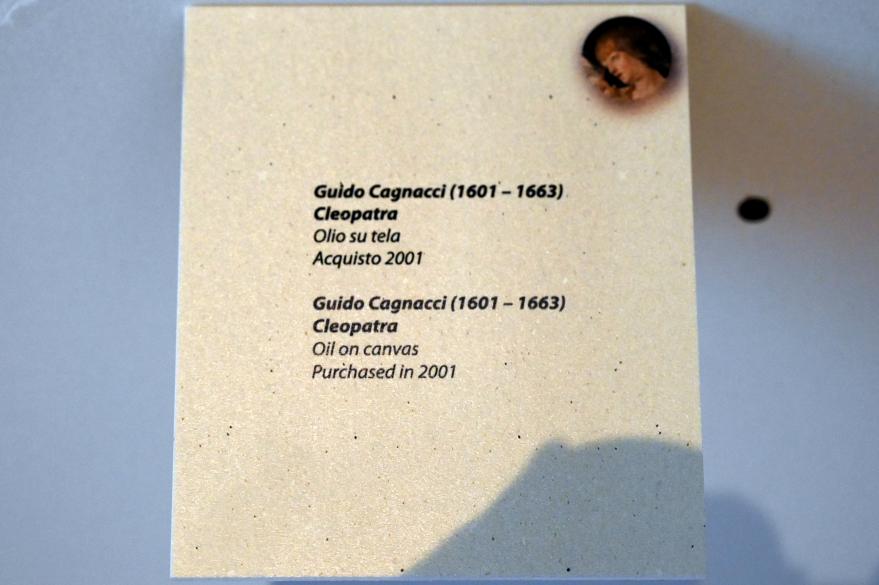 Guido Cagnacci (1601 – 1663)
Cleopatra
Olio su tela
Acquisto 2001
Guido Cagnacci (1601 – 1663)
Cleopatra
Oil on canvas
Purchased in 2001